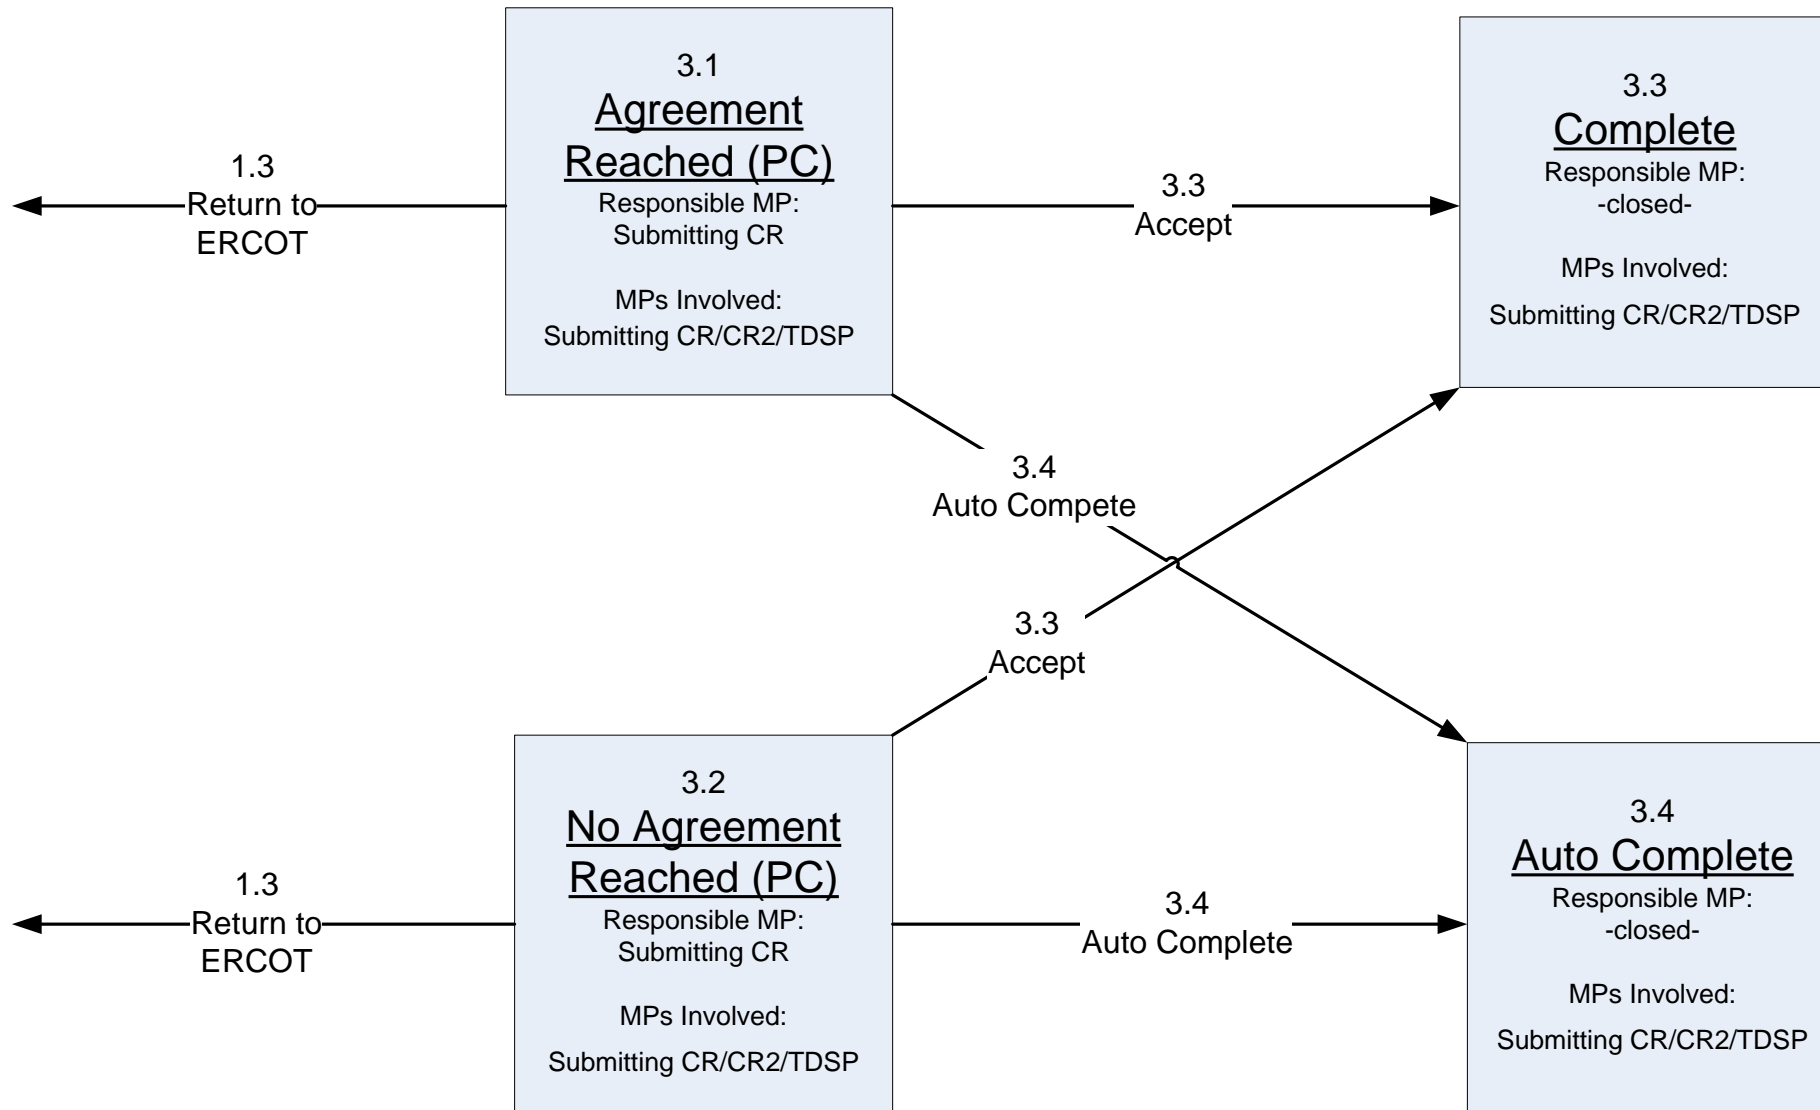 3.1
Agreement
Reached (PC)
Responsible MP:
Submitting CR
MPs Involved:
Submitting CR/CR2/TDSP
3.3
Complete
Responsible MP:
-closed-
MPs Involved:
Submitting CR/CR2/TDSP
1.3
Return to
ERCOT
3.3
Accept
3.4
Auto Compete
3.3
Accept
3.2
No Agreement
Reached (PC)
Responsible MP:
Submitting CR
MPs Involved:
Submitting CR/CR2/TDSP
3.4
Auto Complete
Responsible MP:
-closed-
MPs Involved:
Submitting CR/CR2/TDSP
1.3
Return to
ERCOT
3.4
Auto Complete